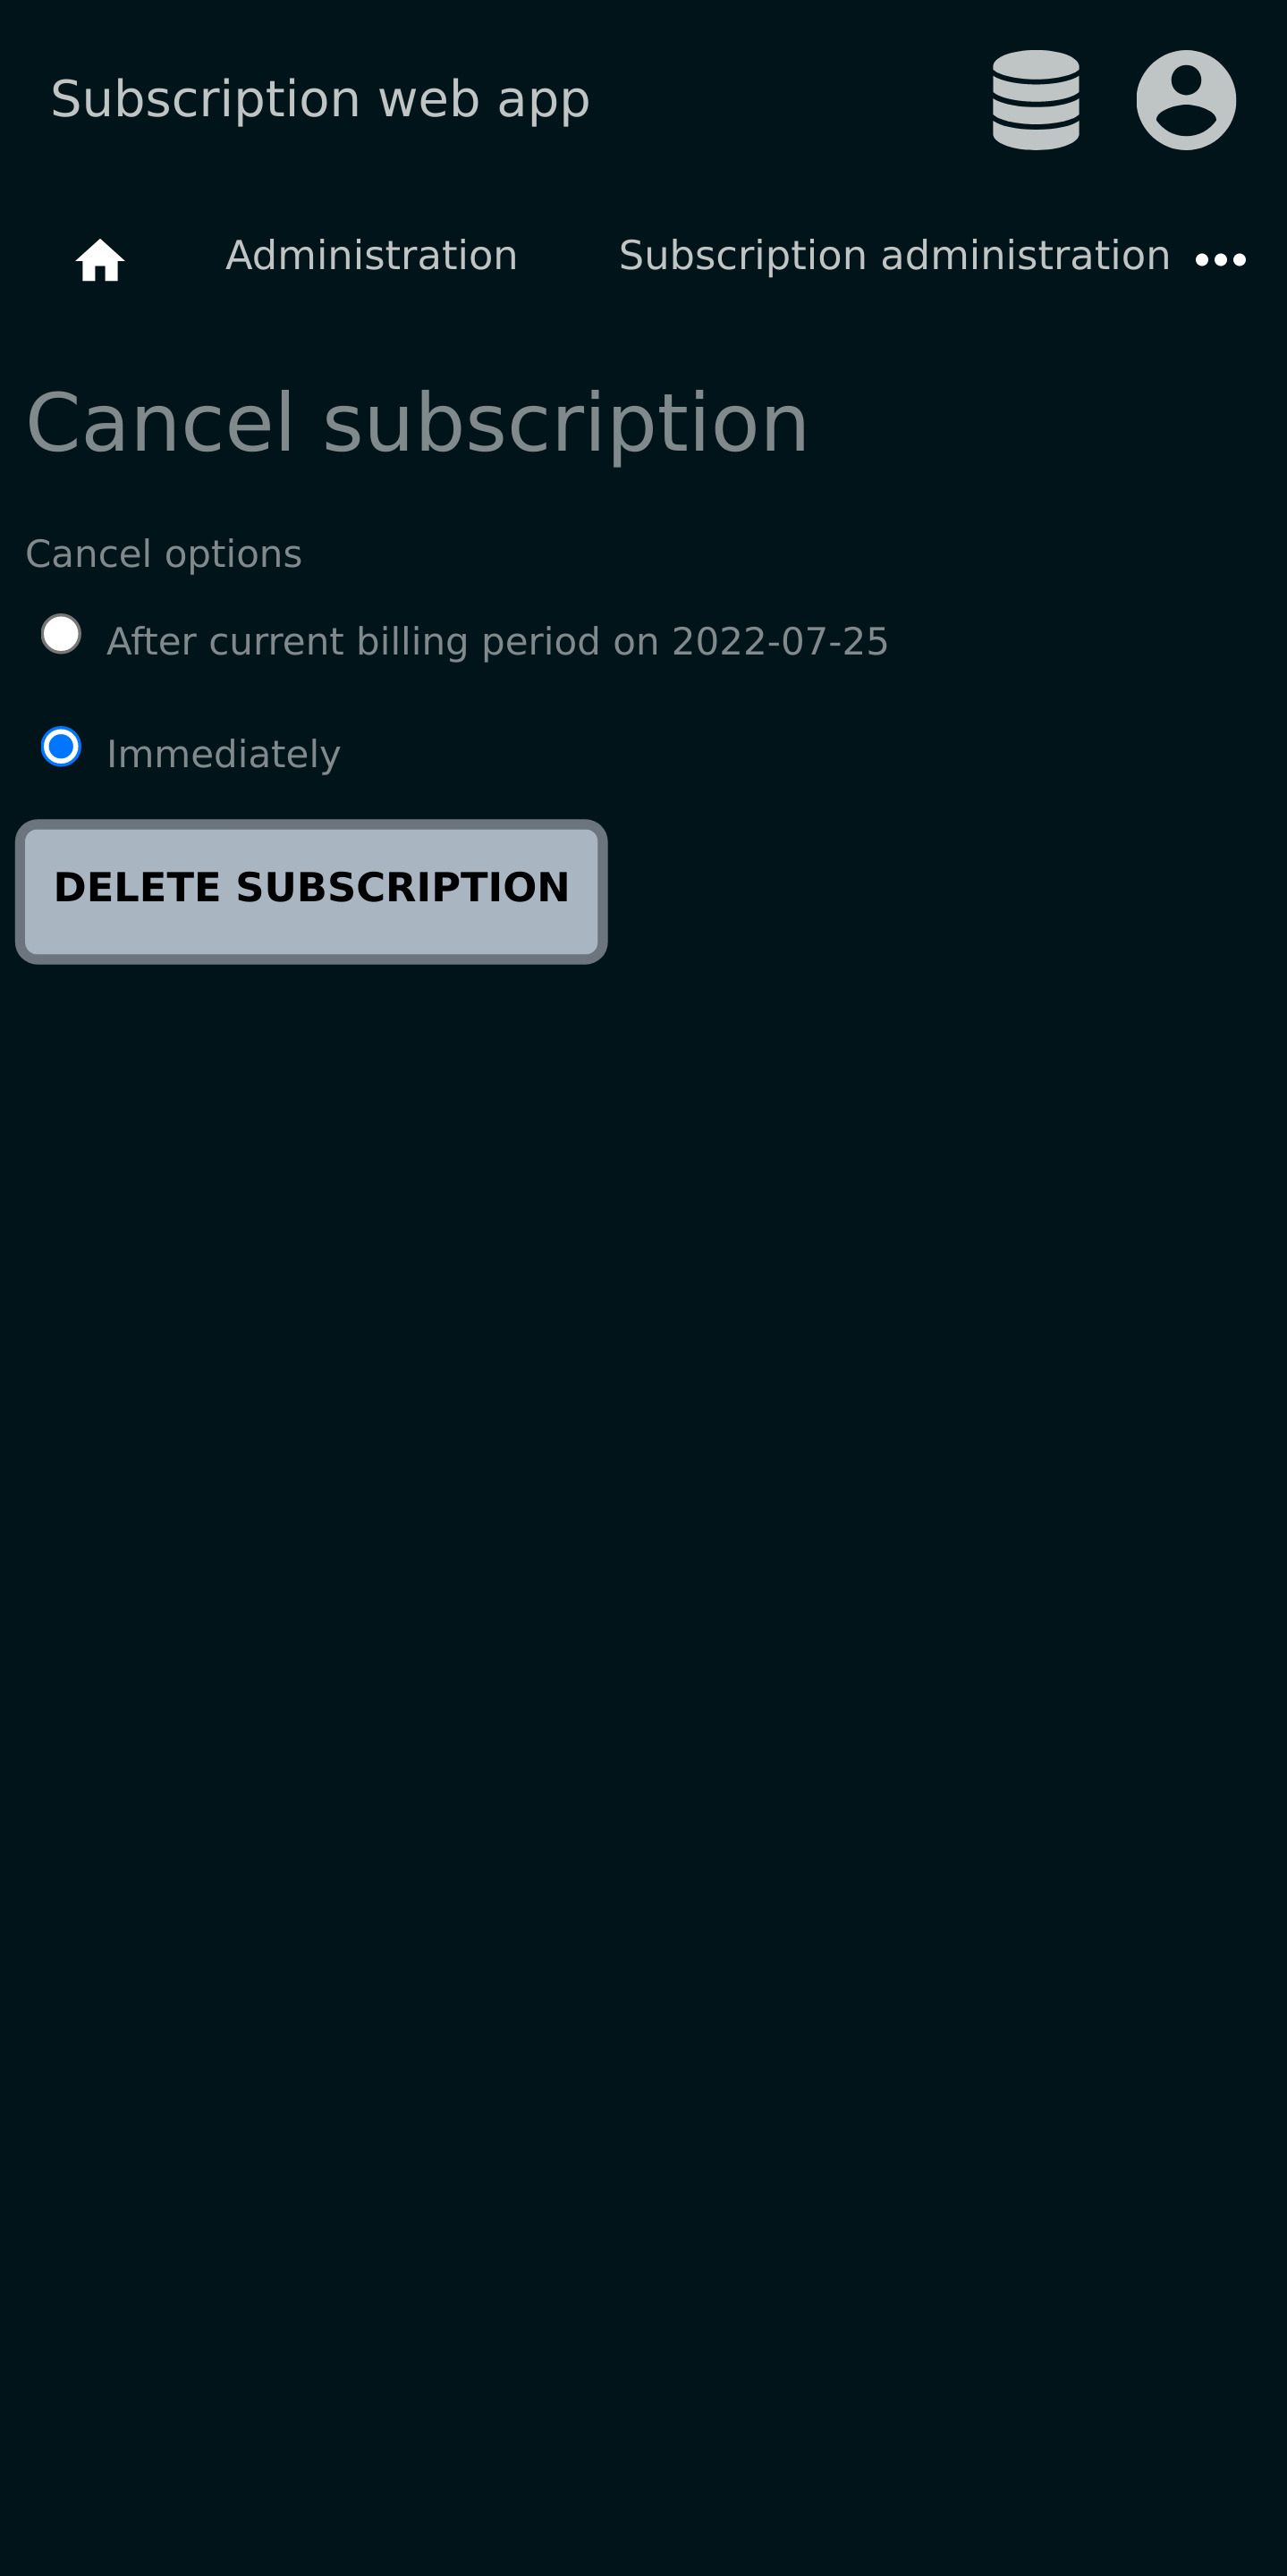 Subscription web app
Administration Subscription administration
Cancel subscription
Cancel options
After current billing period on 2022-07-25
Immediately
DELETE SUBSCRIPTION